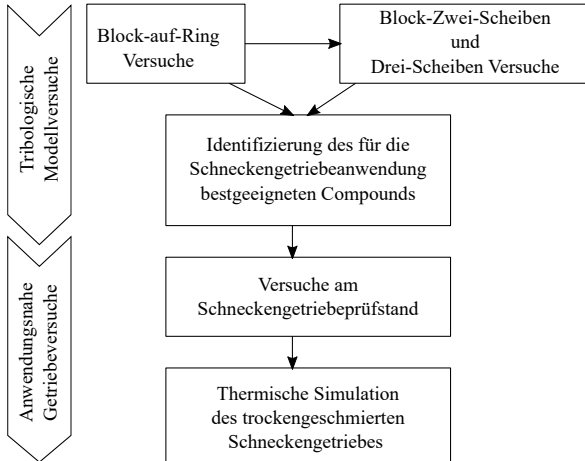 Tribologische
Modellversuche
Block-auf-Ring
Versuche
Block-Zwei-Scheiben
und
Drei-Scheiben Versuche
Identifizierung des für die
Schneckengetriebeanwendung
bestgeeigneten Compounds
Anwendungsnahe
Getriebeversuche
Versuche am
Schneckengetriebeprüfstand
Thermische Simulation
des trockengeschmierten
Schneckengetriebes